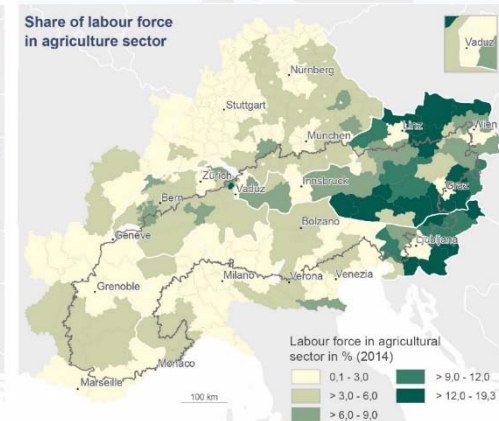 Share of labour force
in agriculture sector
Vaduz
Nürnberg
Stuttgart
Linz
Wien
München
Zürich
Vaduz
Innsbruck
Graz
Bern
Bolzano
Ljubljana
Genève
Milano
Verona
Venezia
Grenoble
Monaco
Marseille
100 km
Labour force in agricultural
sector in % (2014)
0,1 - 3,0
> 3,0 - 6,0
> 6,0 - 9,0
> 9,0 - 12,0
> 12,0 - 19,3